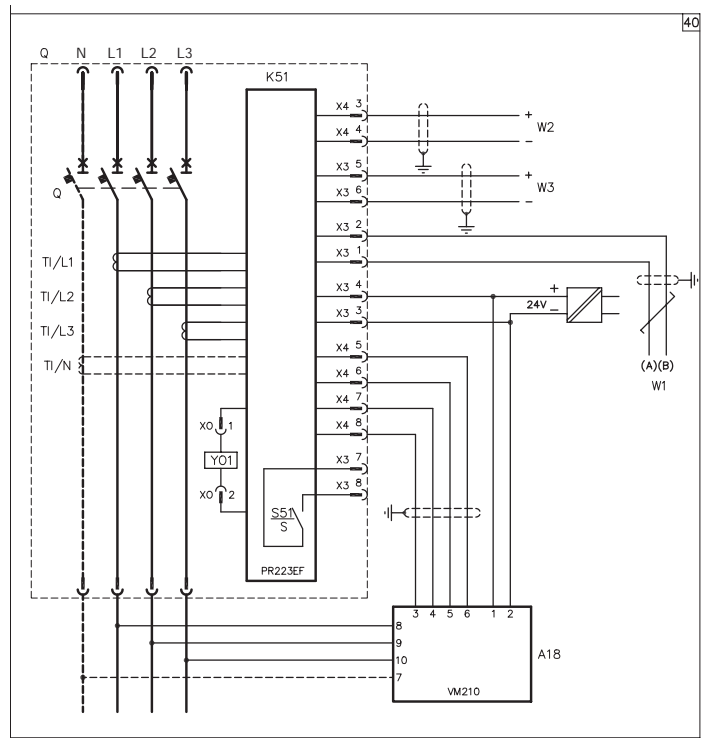 40
Q N L1 L2 L3
K51
X4 3
+
X4 4
W2
-
X3 5
+
X3 6
W3
-
Q
X3 2
X3 1
TI/L1
X3 4
+
TI/L2
24V
X3 3
-
TI/L3
X4 5
TI/N
X4 6
(A)(B)
W1
X4 7
X4 8
XO 1
YO1
X3 7
XO 2
X3 8
S51
S
PR223EF
3 4 5 6 1 2
8
9
10
7
A18
VM210